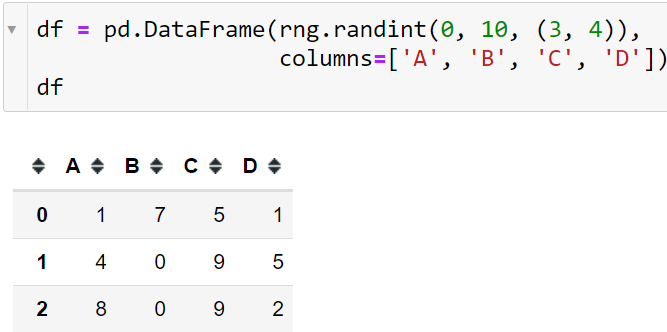 df = pd.DataFrame(rng.randint(0, 10, (3, 4)),
columns=['A', 'B', 'C', 'D'])
df
A B C D
0 1 7 5 1
1 4 0 9 5
2 8 0 9 2